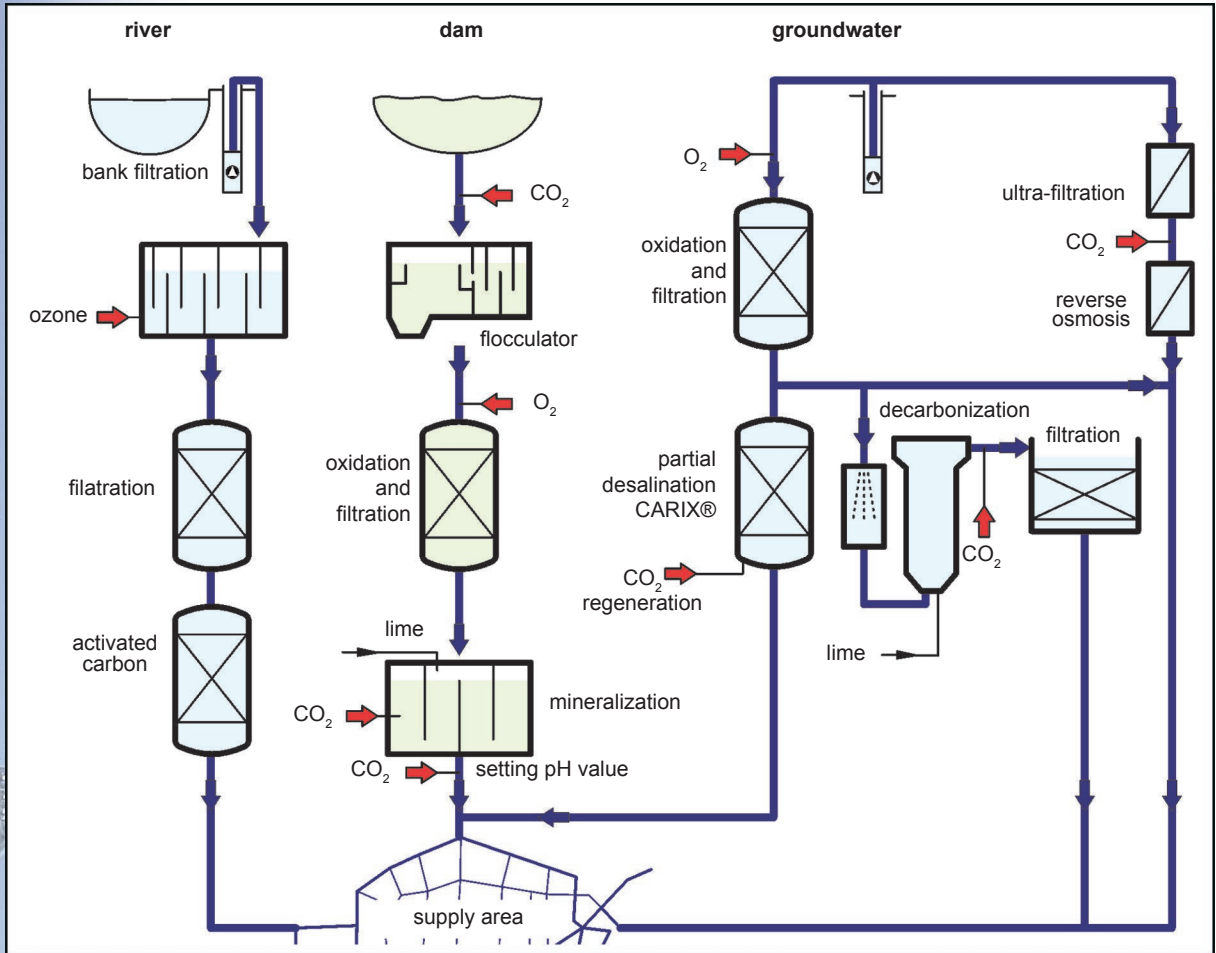 river
dam
groundwater
bank filtration
ozone
filatration
activated
carbon
CO₂
flocculator
O₂
oxidation
and
filtration
lime
mineralization
CO₂
CO₂
setting pH value
O₂
oxidation
and
filtration
partial
desalination
CARIX®
CO₂
regeneration
decarbonization
lime
CO₂
filtration
ultra-filtration
CO₂
reverse
osmosis
supply area